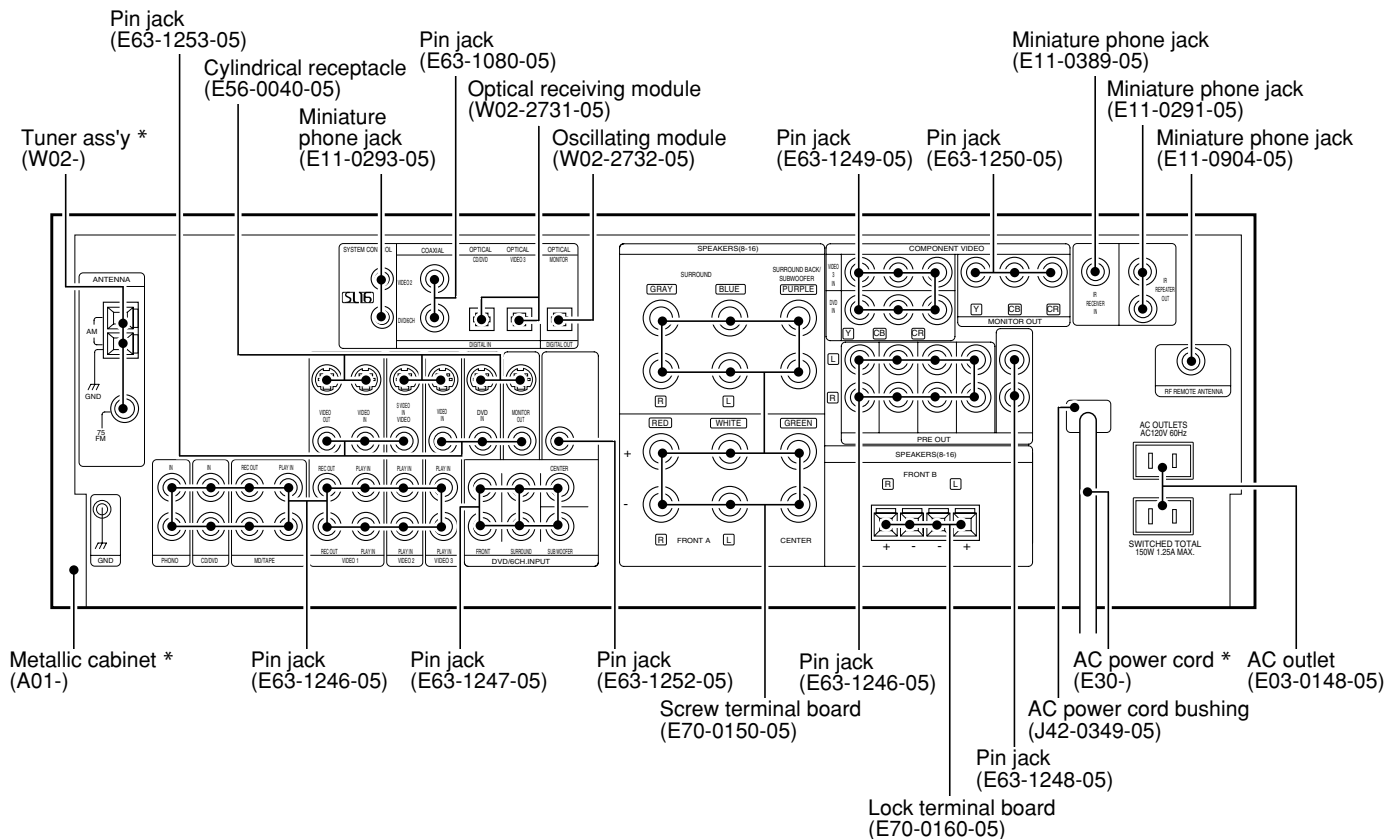 Pin jack
(E63-1253-05)
Cylindrical receptacle
(E56-0040-05)
Pin jack
(E63-1080-05)
Optical receiving module
(W02-2731-05)
Miniature phone jack
(E11-0389-05)
Miniature phone jack
(E11-0291-05)
Tuner ass'y *
(W02-)
Miniature
phone jack
(E11-0293-05)
Oscillating module
(W02-2732-05)
Pin jack
(E63-1249-05)
Pin jack
(E63-1250-05)
Miniature phone jack
(E11-0904-05)
ANTENNA
AM
GND
75
FM
GND
SYSTEM CONTROL
SL16
COAXIAL
VIDEO 2
DVD/6CH
OPTICAL
CD/DVD
OPTICAL
VIDEO 3
OPTICAL
MONITOR
DIGITAL IN
DIGITAL OUT
VIDEO
OUT
VIDEO
IN
S VIDEO
IN
VIDEO
VIDEO
IN
DVD
IN
MONITOR
OUT
IN
IN
REC OUT
PLAY IN
REC OUT
PLAY IN
PLAY IN
PLAY IN
CENTER
PHONO
CD/DVD
MD/TAPE
REC OUT
PLAY IN
PLAY IN
PLAY IN
VIDEO 1
VIDEO 2
VIDEO 3
FRONT
SURROUND
SUBWOOFER
DVD/6CH.INPUT
SPEAKERS(8-16)
SURROUND
SURROUND BACK/
SUBWOOFER
GRAY
BLUE
PURPLE
R
L
RED
WHITE
GREEN
+
-
R
FRONT A
L
CENTER
COMPONENT VIDEO
VIDEO
3
IN
DVD
IN
Y
CB
CR
Y
CB
CR
MONITOR OUT
L
R
PRE OUT
SPEAKERS(8-16)
FRONT B
R
L
+
-
-
+
IR
RECEIVER
IN
IR
REPEATER
OUT
RF REMOTE ANTENNA
AC OUTLETS
AC120V 60Hz
SWITCHED TOTAL
150W 1.25A MAX.
Metallic cabinet *
(A01-)
Pin jack
(E63-1246-05)
Pin jack
(E63-1247-05)
Pin jack
(E63-1252-05)
Screw terminal board
(E70-0150-05)
Pin jack
(E63-1246-05)
AC power cord *
(E30-)
AC outlet
(E03-0148-05)
AC power cord bushing
(J42-0349-05)
Pin jack
(E63-1248-05)
Lock terminal board
(E70-0160-05)